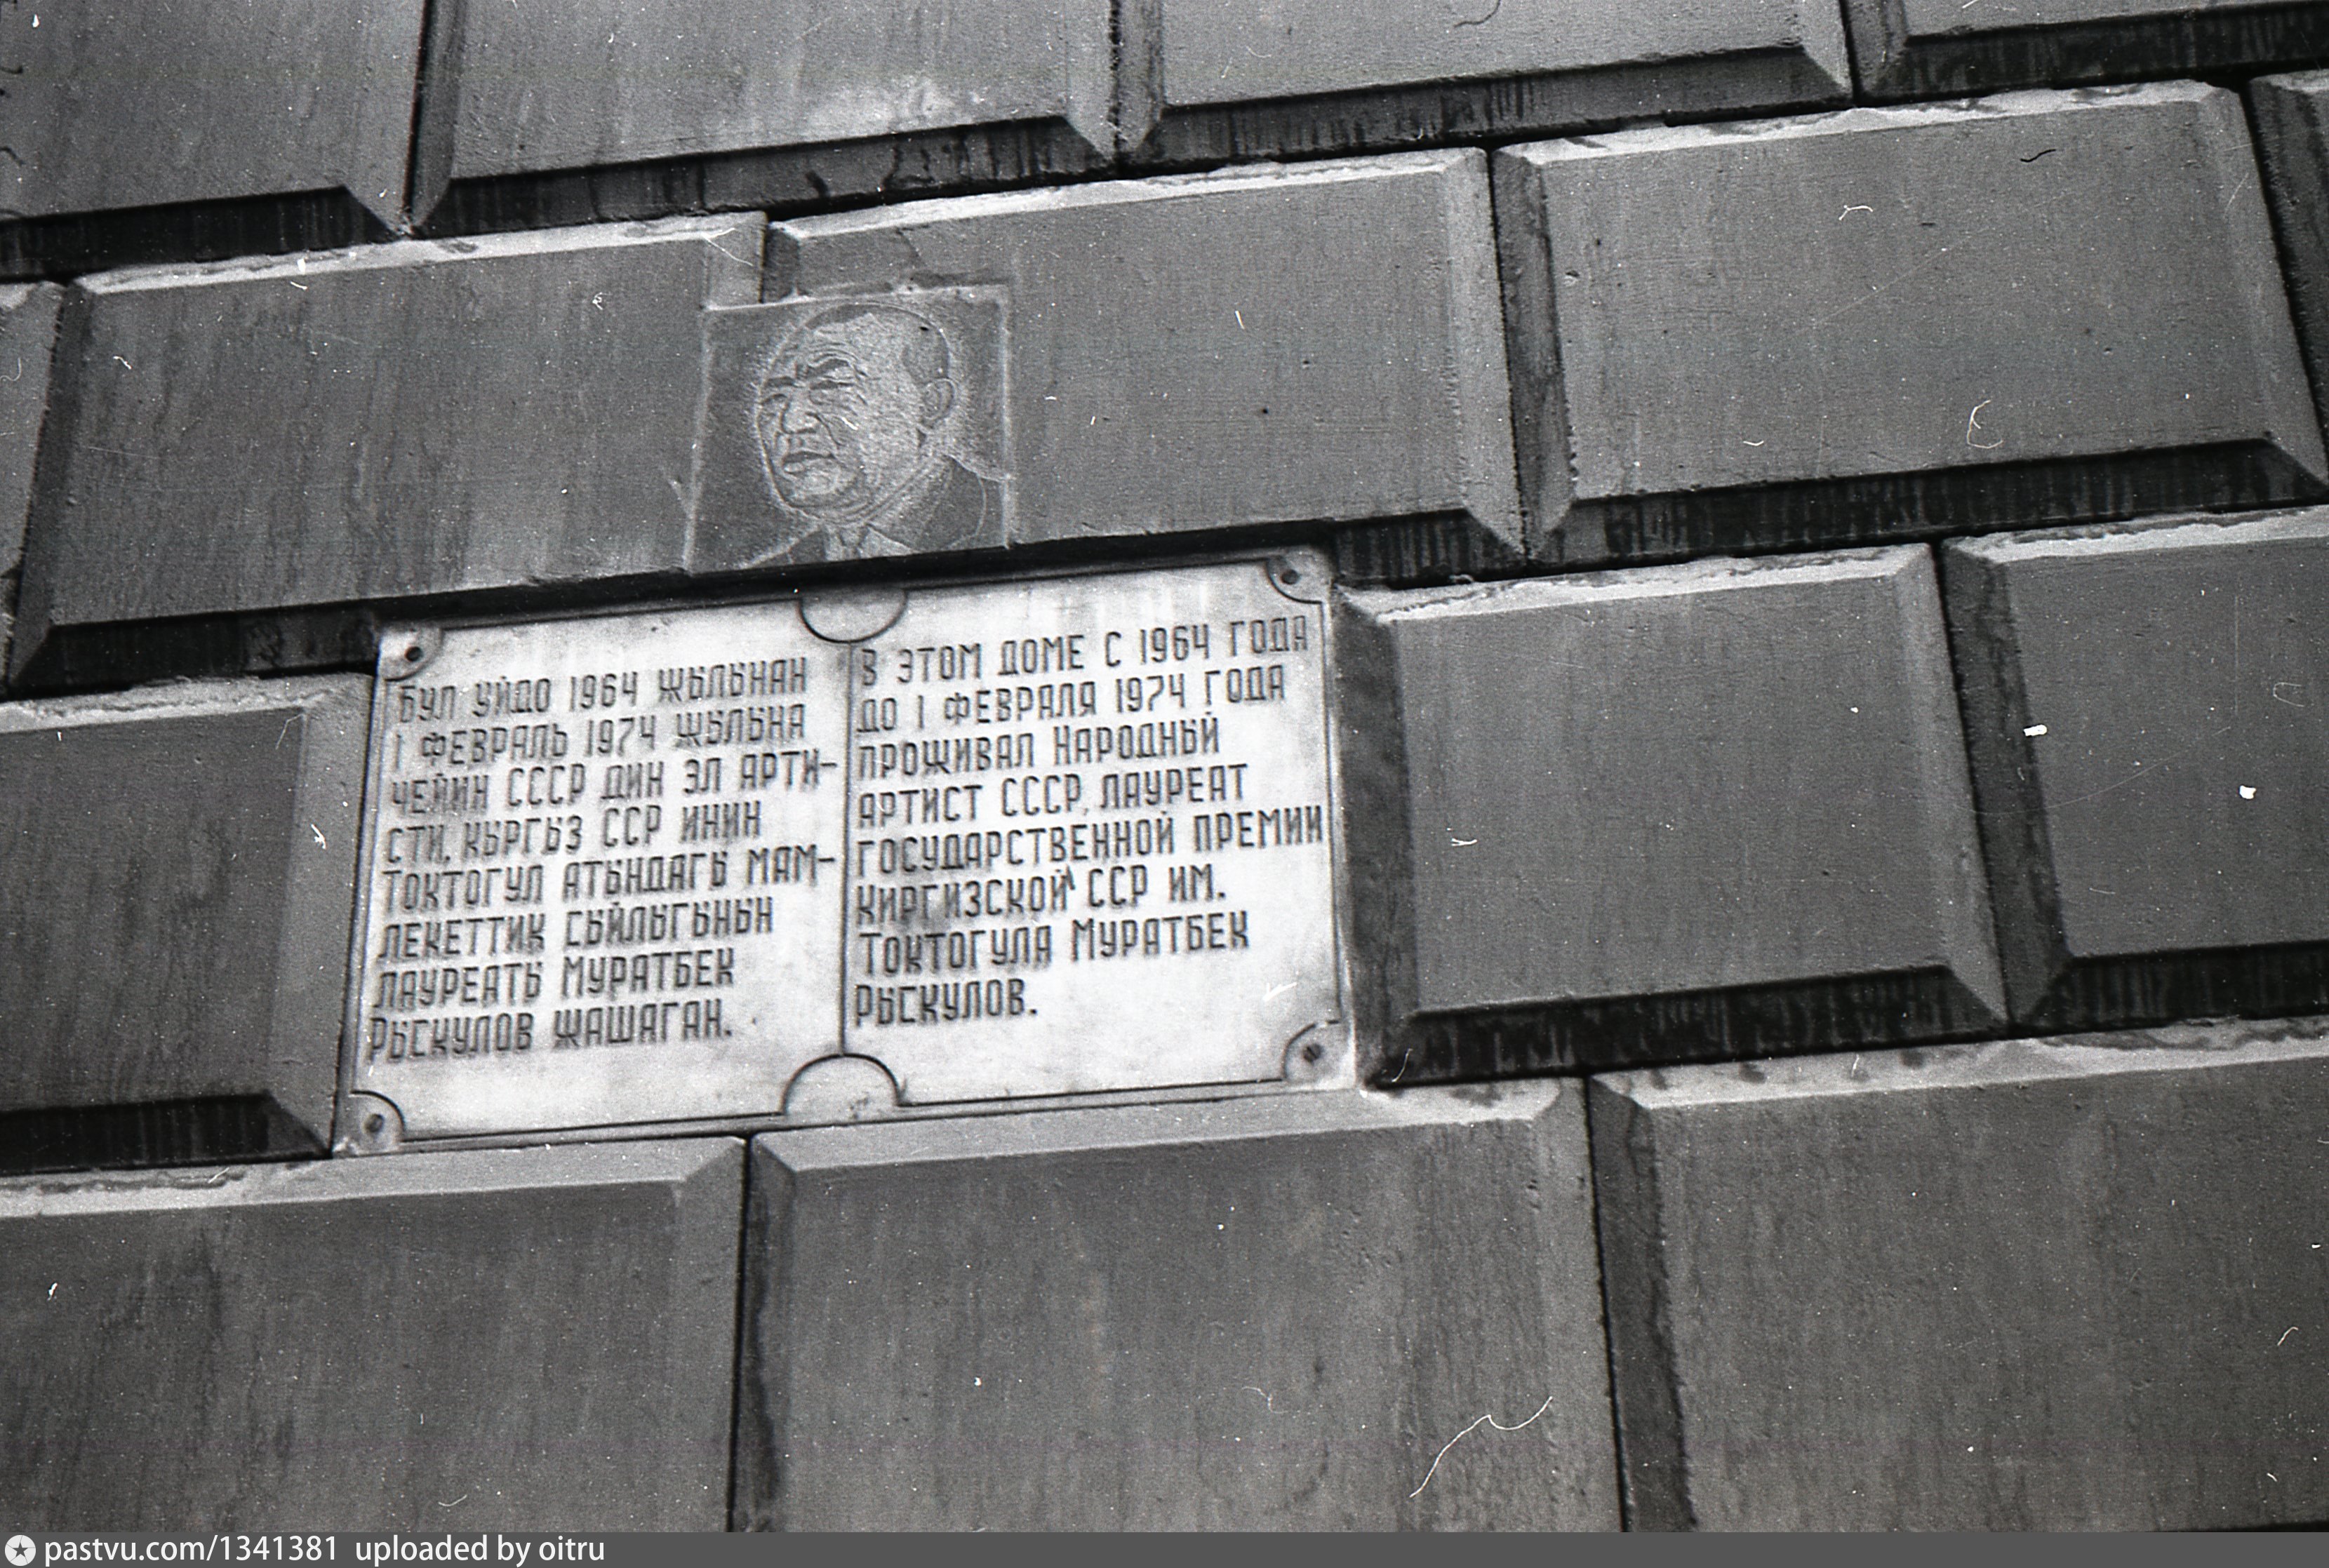 БУЛ УЙДО 1964 ЖЫЛЫНАН
1 ФЕВРАЛЬ 1974 ЖЫЛЫНА
ЧЕЙИН СССР ДИН ЭЛ АРТИ-
СТИ, КЫРГЫЗ ССР ИНИН
ТОКТОГУЛ АТЫНДАГЫ МАМ-
ЛЕКЕТТИК СЫЙЛЫГЫНЫН
ЛАУРЕАТЫ МУРАТБЕК
РЫСКУЛОВ ЖАШАГАН.
В ЭТОМ ДОМЕ С 1964 ГОДА
ДО 1 ФЕВРАЛЯ 1974 ГОДА
ПРОЖИВАЛ НАРОДНЫЙ
АРТИСТ СССР, ЛАУРЕАТ
ГОСУДАРСТВЕННОЙ ПРЕМИИ
КИРГИЗСКОЙ ССР ИМ.
ТОКТОГУЛА МУРАТБЕК
РЫСКУЛОВ.
pastvu.com/1341381 uploaded by oitru